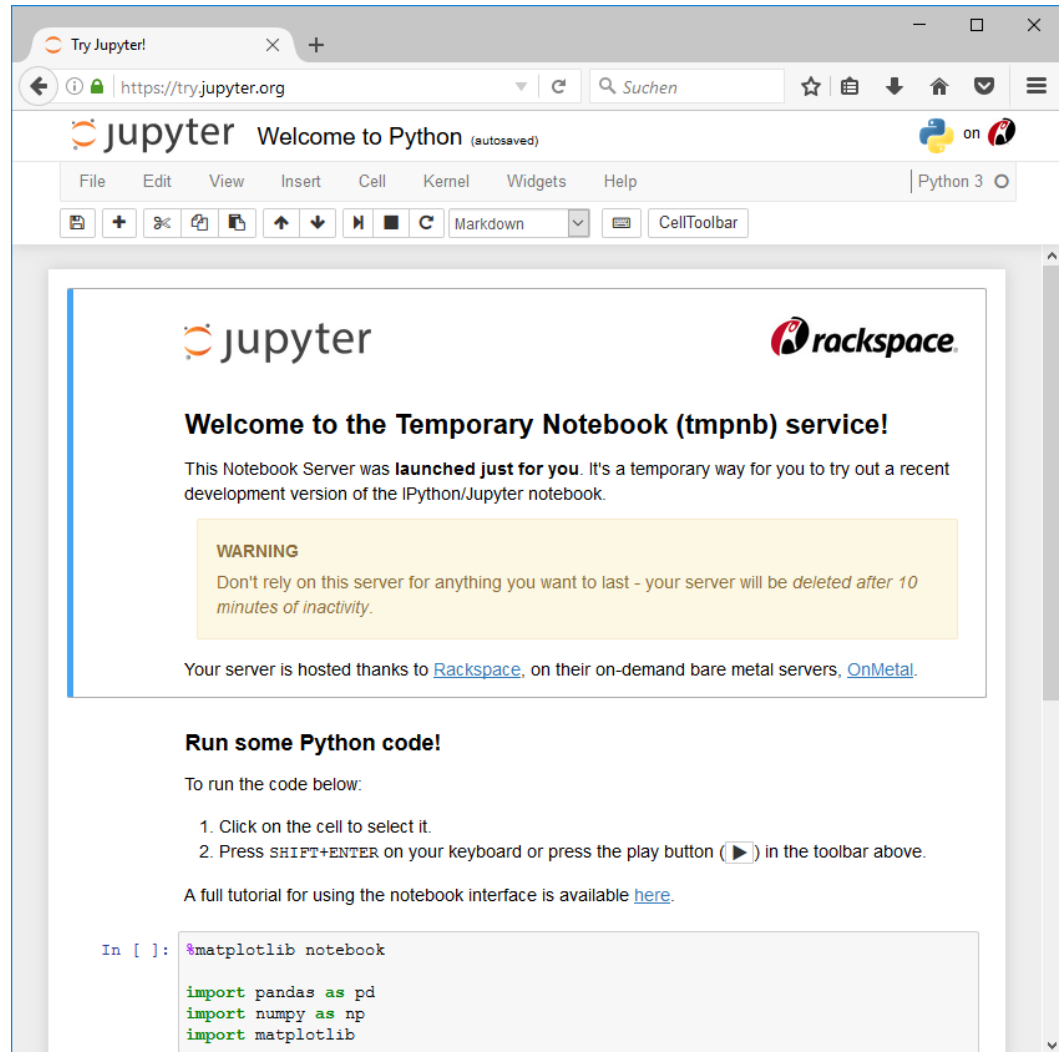 Try Jupyter!
https://try.jupyter.org
Suchen
jupyter Welcome to Python (autosaved) on
File Edit View Insert Cell Kernel Widgets Help Python 3
Markdown CellToolbar
jupyter rackspace.
Welcome to the Temporary Notebook (tmpnb) service!
This Notebook Server was launched just for you. It's a temporary way for you to try out a recent
development version of the IPython/Jupyter notebook.
WARNING
Don't rely on this server for anything you want to last - your server will be deleted after 10
minutes of inactivity.
Your server is hosted thanks to Rackspace, on their on-demand bare metal servers, OnMetal.
Run some Python code!
To run the code below:
1. Click on the cell to select it.
2. Press SHIFT+ENTER on your keyboard or press the play button (▶) in the toolbar above.
A full tutorial for using the notebook interface is available here.
In [ ]: %matplotlib notebook
import pandas as pd
import numpy as np
import matplotlib